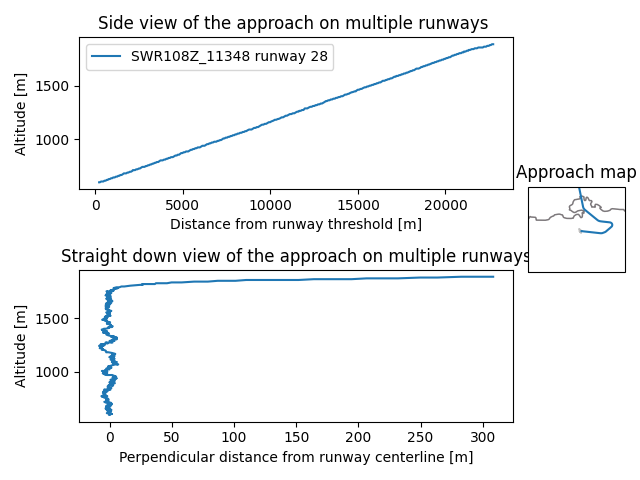 Side view of the approach on multiple runways
SWR108Z_11348 runway 28
Altitude [m]
1500
1000
0 5000 10000 15000 20000
Distance from runway threshold [m]
Approach map
Straight down view of the approach on multiple runways
Altitude [m]
1500
1000
0 50 100 150 200 250 300
Perpendicular distance from runway centerline [m]